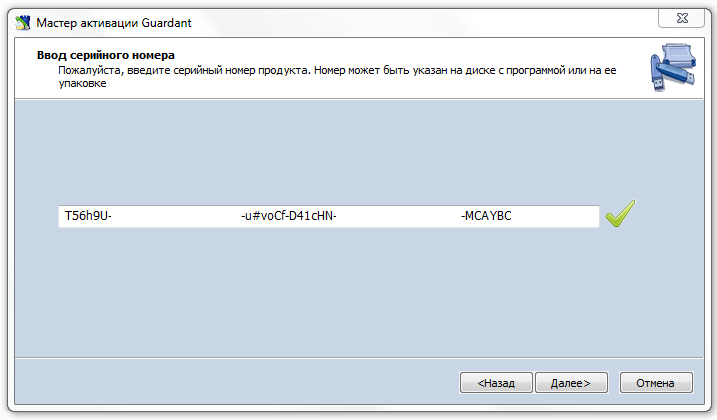 Мастер активации Guardant
Ввод серийного номера
Пожалуйста, введите серийный номер продукта. Номер может быть указан на диске с программой или на ее
упаковке
T56h9U- -u#voCf-D41cHN- -MCAYBC
<Назад Далее> Отмена